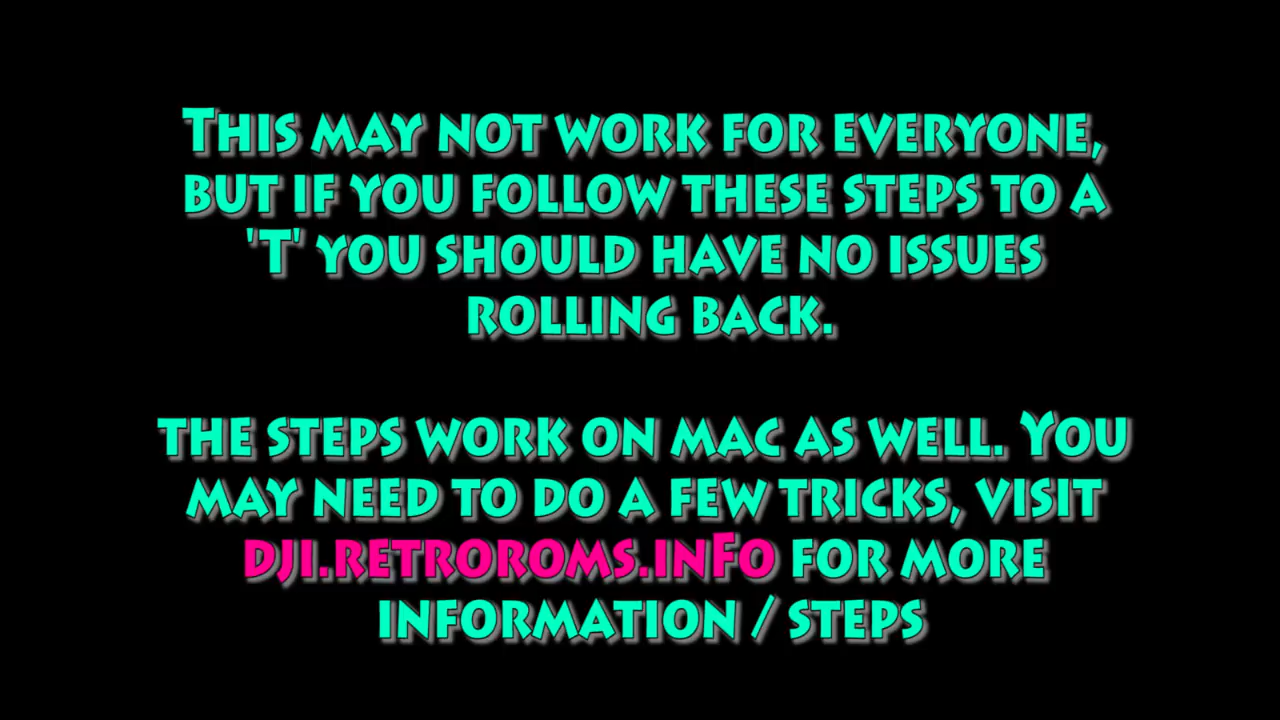 This may not work for everyone,
but if you follow these steps to a
'T' you should have no issues
rolling back.
the steps work on mac as well. You
may need to do a few tricks, visit
dji.retroroms.inFo for more
information / steps